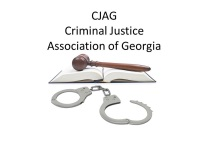 CJAG
Criminal Justice
Association of Georgia